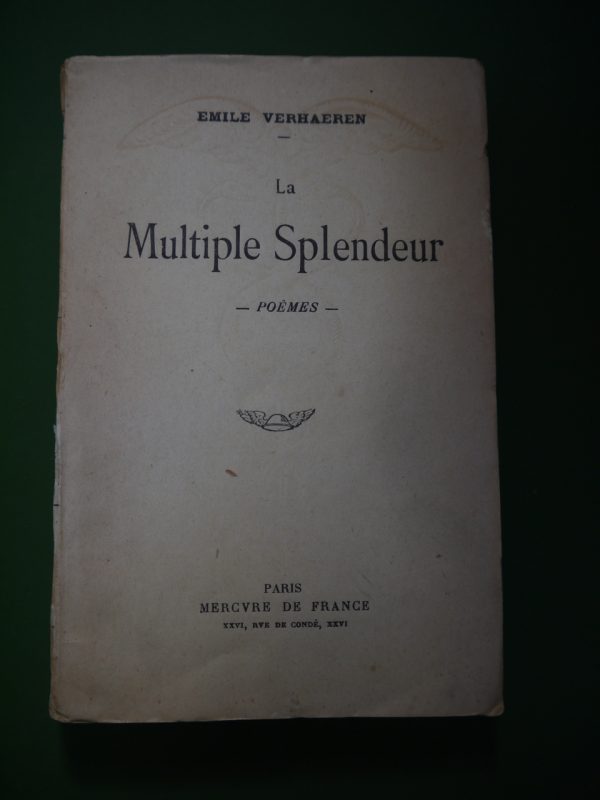 EMILE VERHAEREN
—
La
Multiple Splendeur
— POÈMES —
PARIS
MERCVRE DE FRANCE
XXVI, RVE DE CONDÉ, XXVI